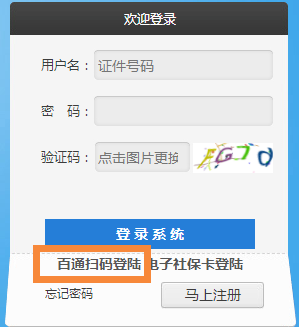 欢迎登录
用户名： 证件号码
密 码：
验证码： 点击图片更换 FG7d
登录系统
百通扫码登陆 电子社保卡登陆
忘记密码 马上注册